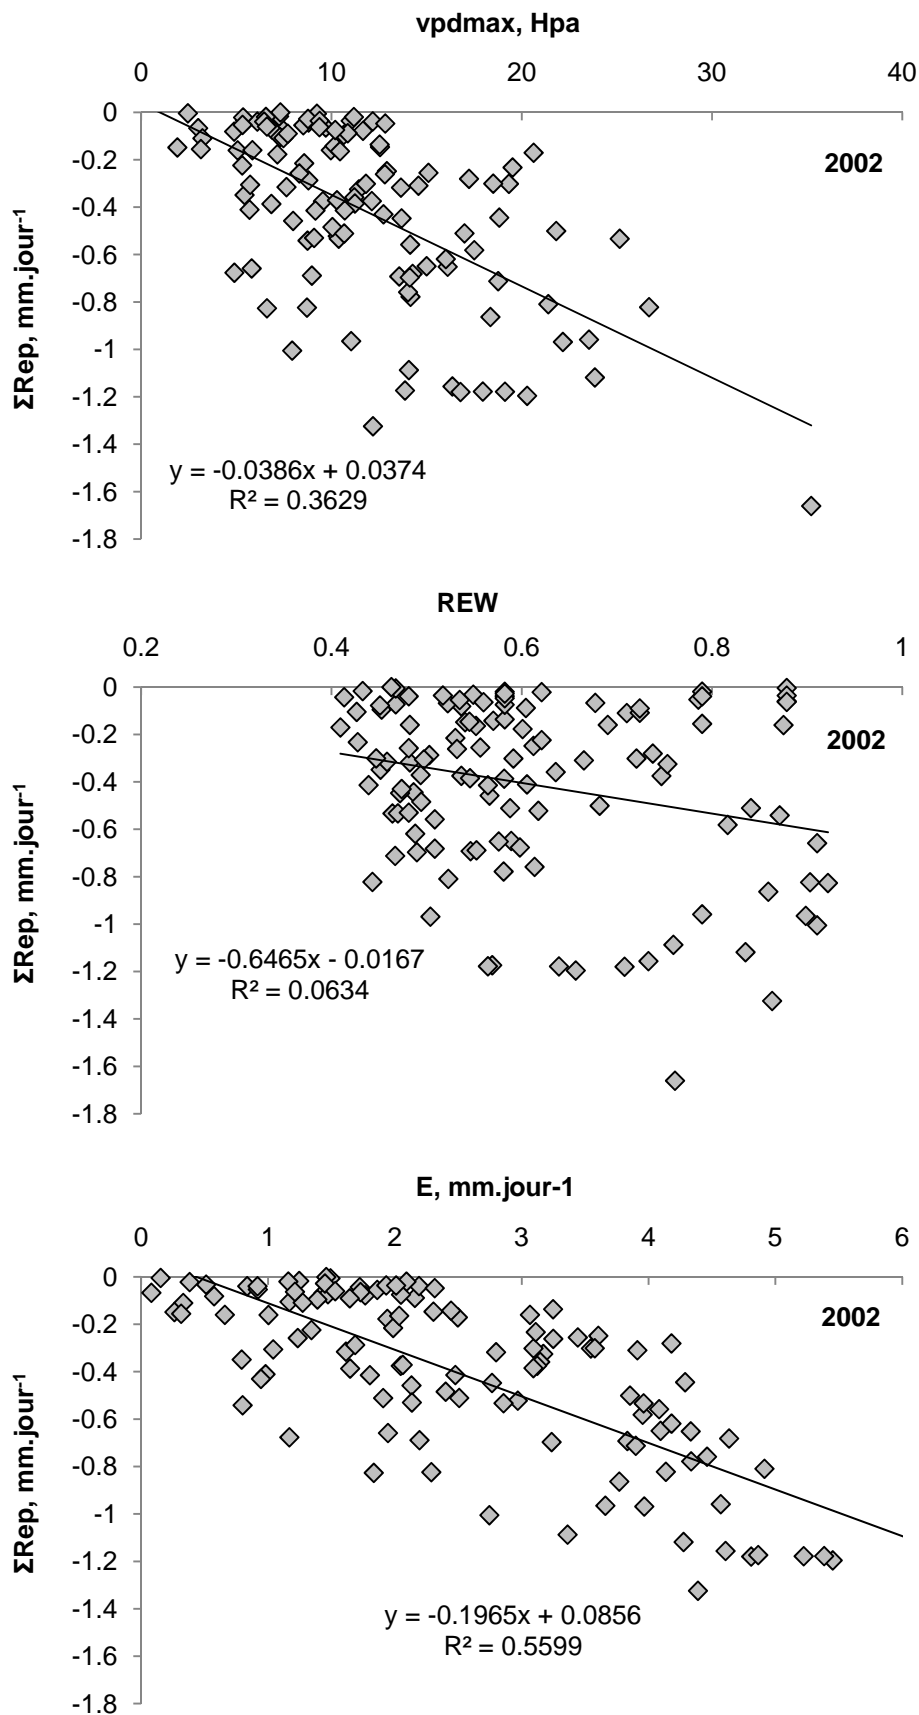 vpdmax, Hpa
0 10 20 30 40
0
-0.2
-0.4
-0.6
-0.8
-1
-1.2
-1.4
-1.6
-1.8
ΣRep, mm.jour-1
2002
y = -0.0386x + 0.0374
R² = 0.3629
REW
0.2 0.4 0.6 0.8 1
0
-0.2
-0.4
-0.6
-0.8
-1
-1.2
-1.4
-1.6
-1.8
ΣRep, mm.jour-1
2002
y = -0.6465x - 0.0167
R² = 0.0634
E, mm.jour-1
0 1 2 3 4 5 6
0
-0.2
-0.4
-0.6
-0.8
-1
-1.2
-1.4
-1.6
-1.8
ΣRep, mm.jour-1
2002
y = -0.1965x + 0.0856
R² = 0.5599